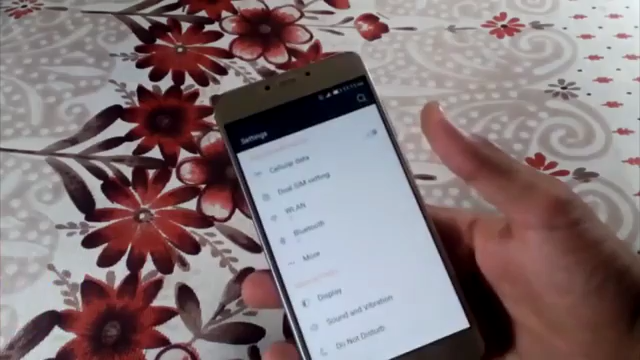 Settings
Cellular data
Dual SIM setting
WLAN
Bluetooth
More
Display
Sound and vibration
Do Not Disturb